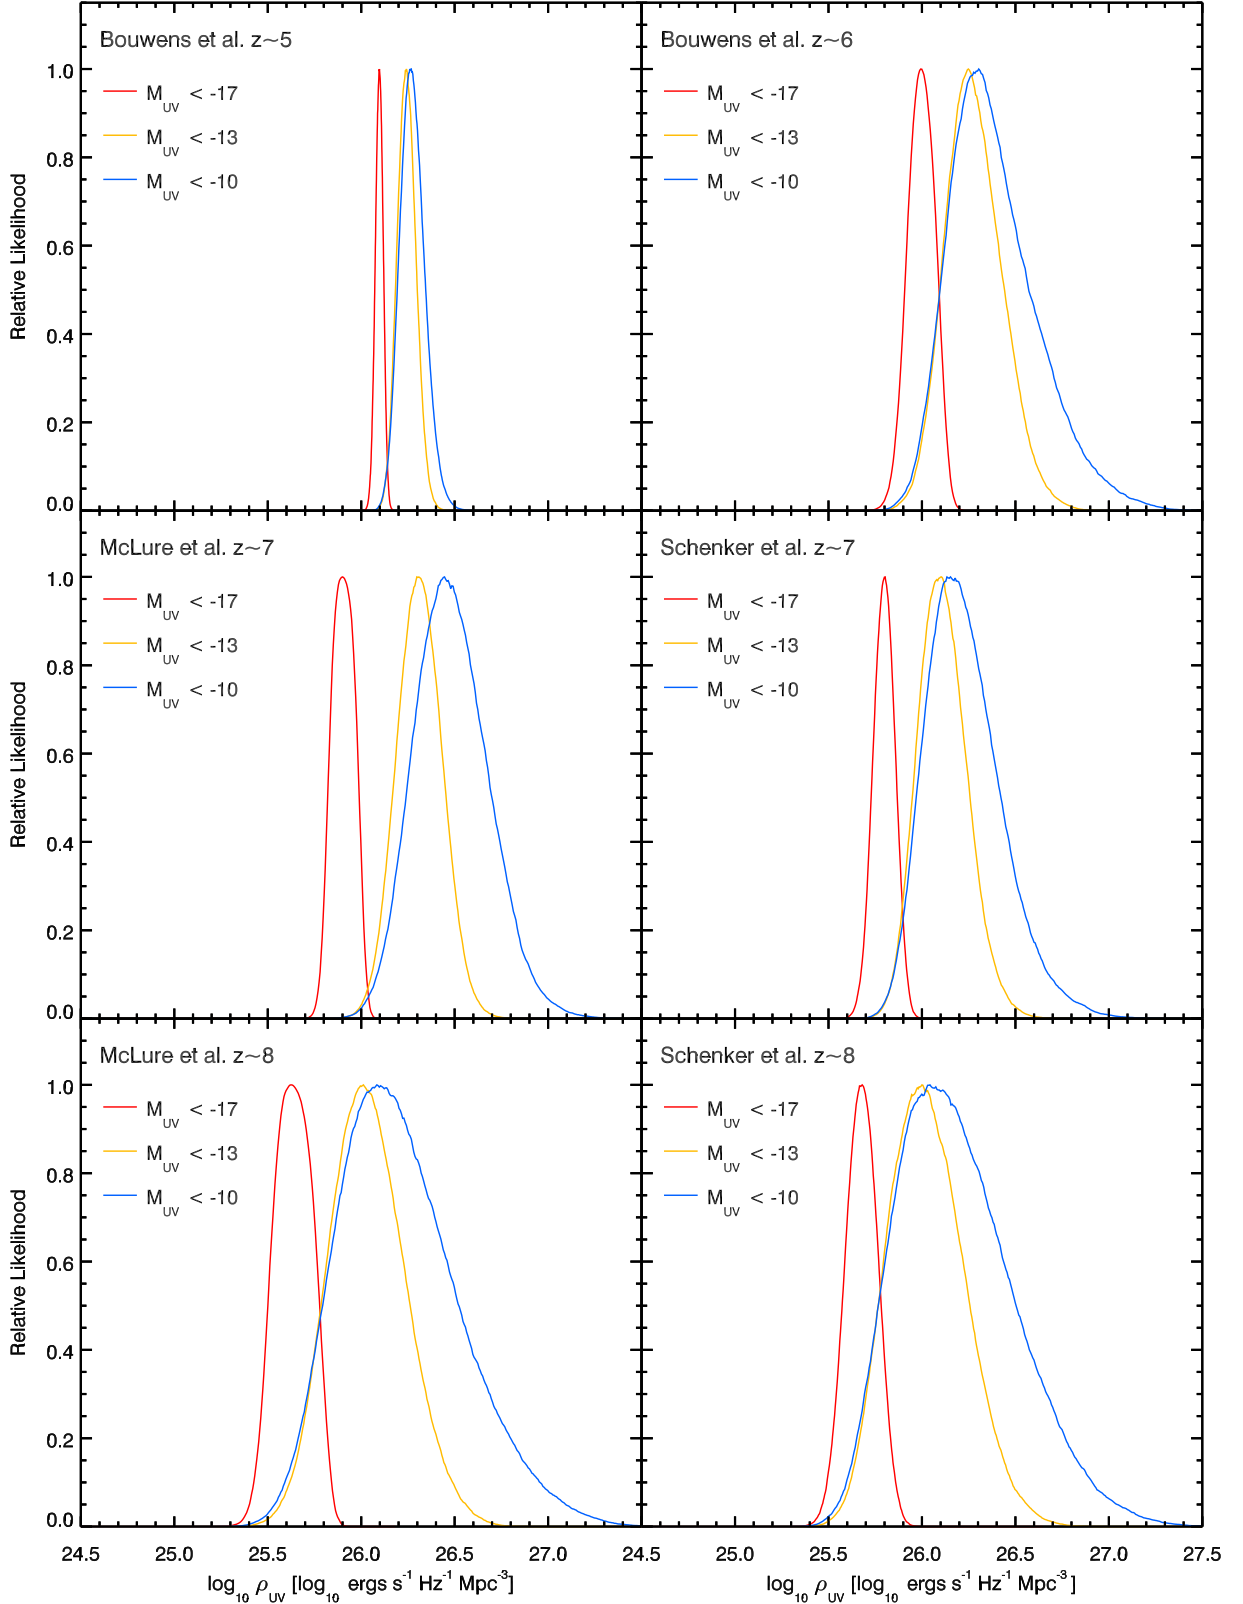 Bouwens et al. z~5
Bouwens et al. z~6
1.0
0.8
0.6
0.4
0.2
0.0
Relative Likelihood
M_UV < -17
M_UV < -13
M_UV < -10
M_UV < -17
M_UV < -13
M_UV < -10
McLure et al. z~7
Schenker et al. z~7
1.0
0.8
0.6
0.4
0.2
0.0
Relative Likelihood
M_UV < -17
M_UV < -13
M_UV < -10
M_UV < -17
M_UV < -13
M_UV < -10
McLure et al. z~8
Schenker et al. z~8
1.0
0.8
0.6
0.4
0.2
0.0
Relative Likelihood
M_UV < -17
M_UV < -13
M_UV < -10
M_UV < -17
M_UV < -13
M_UV < -10
24.5 25.0 25.5 26.0 26.5 27.0 24.5 25.0 25.5 26.0 26.5 27.0 27.5
log₁₀ ρ_UV [log₁₀ ergs s⁻¹ Hz⁻¹ Mpc⁻³]
log₁₀ ρ_UV [log₁₀ ergs s⁻¹ Hz⁻¹ Mpc⁻³]